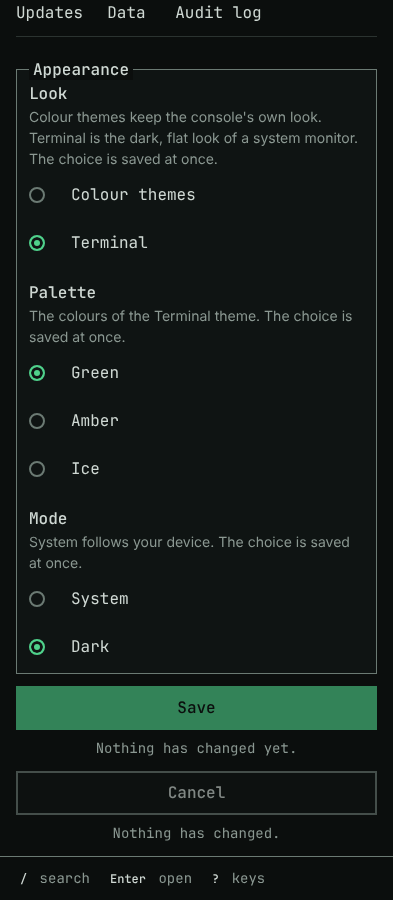 Updates Data Audit log
Appearance
Look
Colour themes keep the console's own look.
Terminal is the dark, flat look of a system monitor.
The choice is saved at once.
Colour themes
Terminal
Palette
The colours of the Terminal theme. The choice is
saved at once.
Green
Amber
Ice
Mode
System follows your device. The choice is saved
at once.
System
Dark
Save
Nothing has changed yet.
Cancel
Nothing has changed.
/ search Enter open ? keys